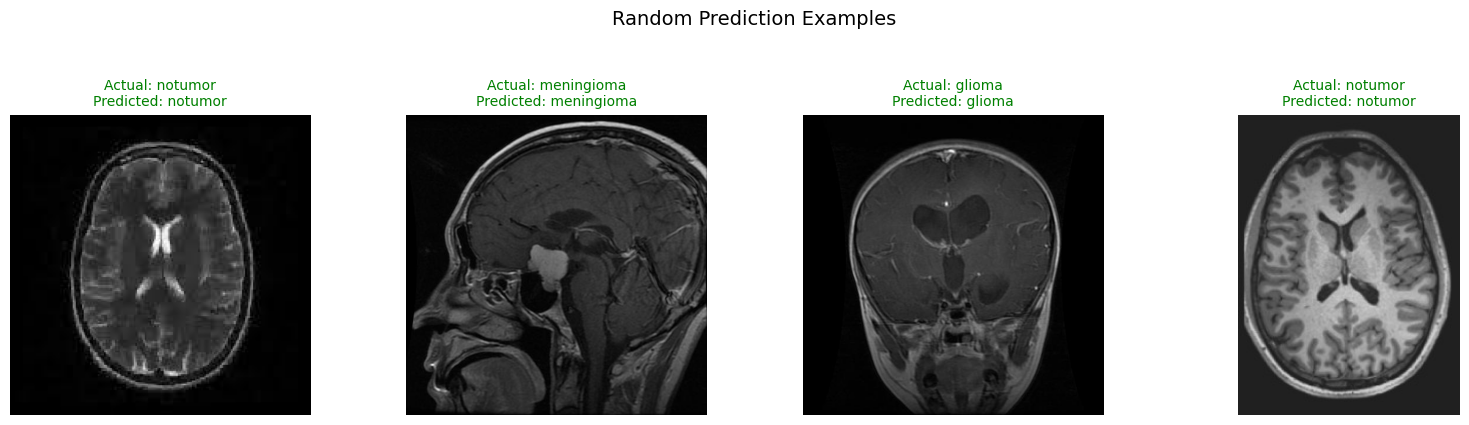 Random Prediction Examples
Actual: notumor
Predicted: notumor
Actual: meningioma
Predicted: meningioma
Actual: glioma
Predicted: glioma
Actual: notumor
Predicted: notumor